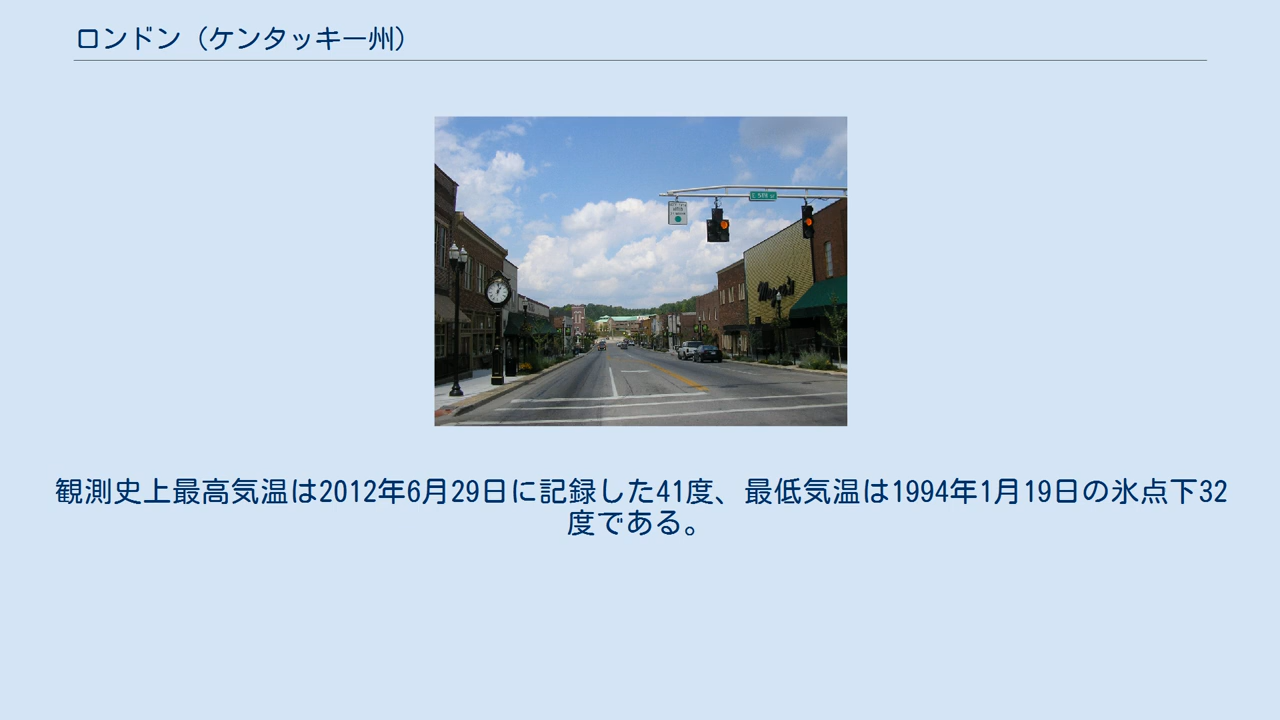 ロンドン（ケンタッキー州）
観測史上最高気温は2012年6月29日に記録した41度、最低気温は1994年1月19日の氷点下32
度である。